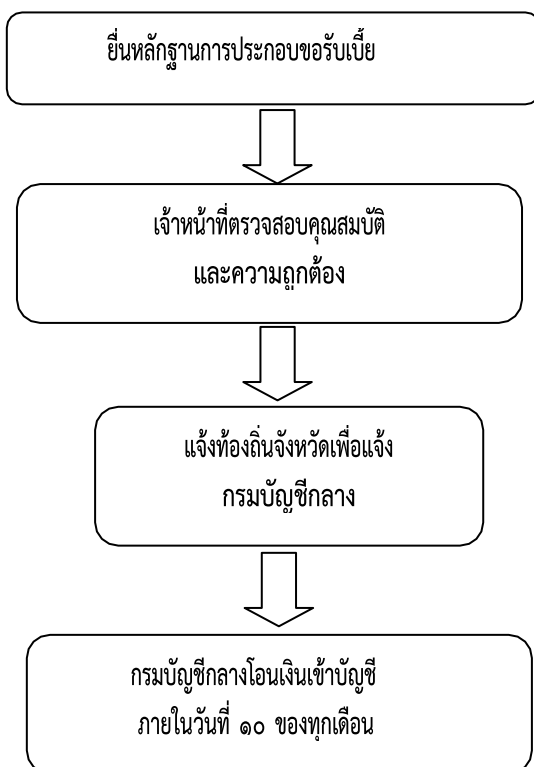 ยื่นหลักฐานการประกอบขอรับเบี้ย
เจ้าหน้าที่ตรวจสอบคุณสมบัติ
และความถูกต้อง
แจ้งท้องถิ่นจังหวัดเพื่อแจ้ง
กรมบัญชีกลาง
กรมบัญชีกลางโอนเงินเข้าบัญชี
ภายในวันที่ ๑๐ ของทุกเดือน